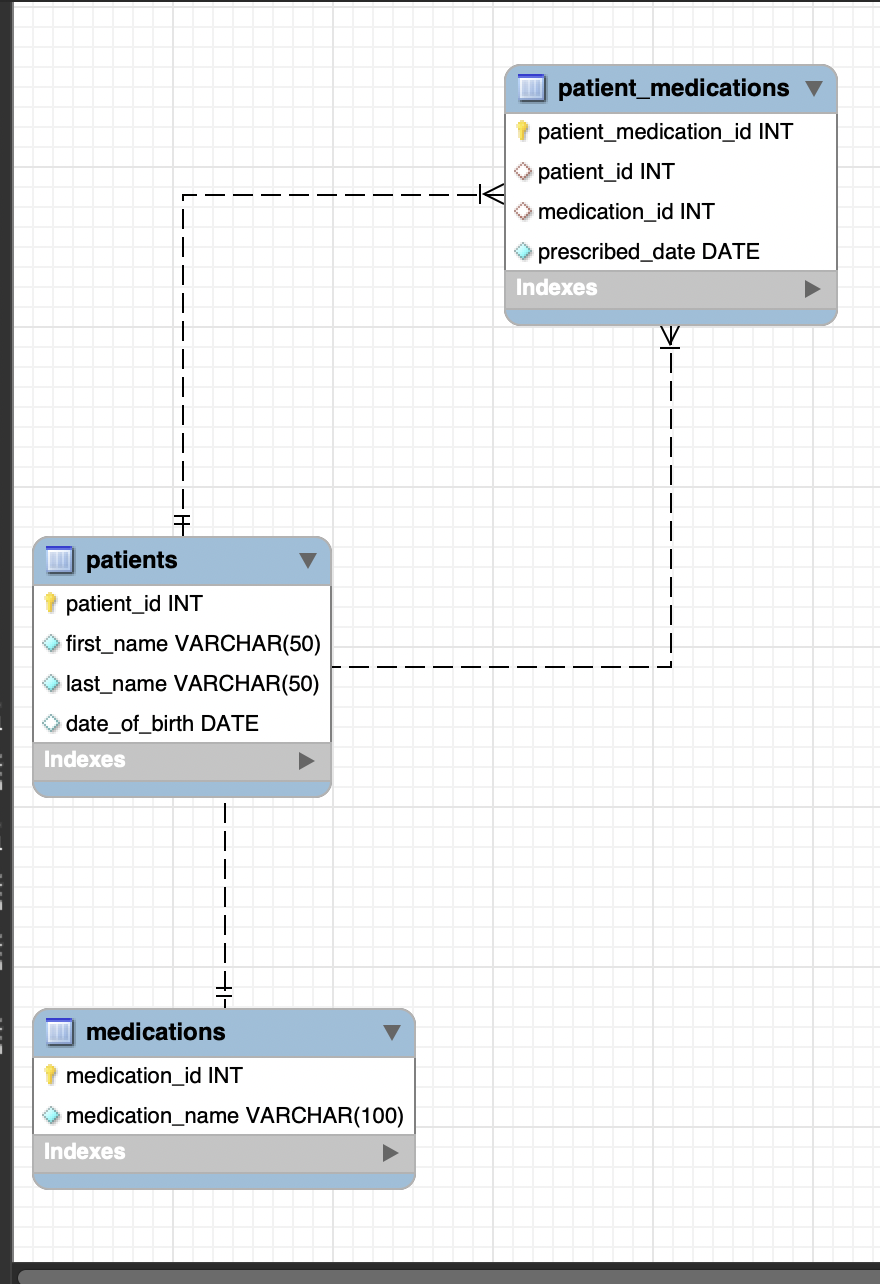 patient_medications
patient_medication_id INT
patient_id INT
medication_id INT
prescribed_date DATE
Indexes
patients
patient_id INT
first_name VARCHAR(50)
last_name VARCHAR(50)
date_of_birth DATE
Indexes
medications
medication_id INT
medication_name VARCHAR(100)
Indexes